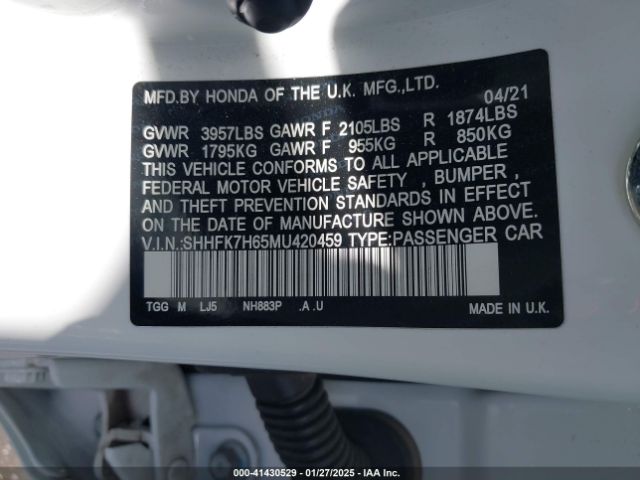 MFD.BY HONDA OF THE U.K. MFG.,LTD. 04/21
GVWR 3957LBS GAWR F 2105LBS R 1874LBS
GVWR 1795KG GAWR F 955KG R 850KG
THIS VEHICLE CONFORMS TO ALL APPLICABLE
FEDERAL MOTOR VEHICLE SAFETY , BUMPER ,
AND THEFT PREVENTION STANDARDS IN EFFECT
ON THE DATE OF MANUFACTURE SHOWN ABOVE.
V.I.N.:SHHFK7H65MU420459 TYPE:PASSENGER CAR
TGG M LJ5 NH883P .A .U MADE IN U.K.
000-41430529 | 01/27/2025 | IAA Inc.